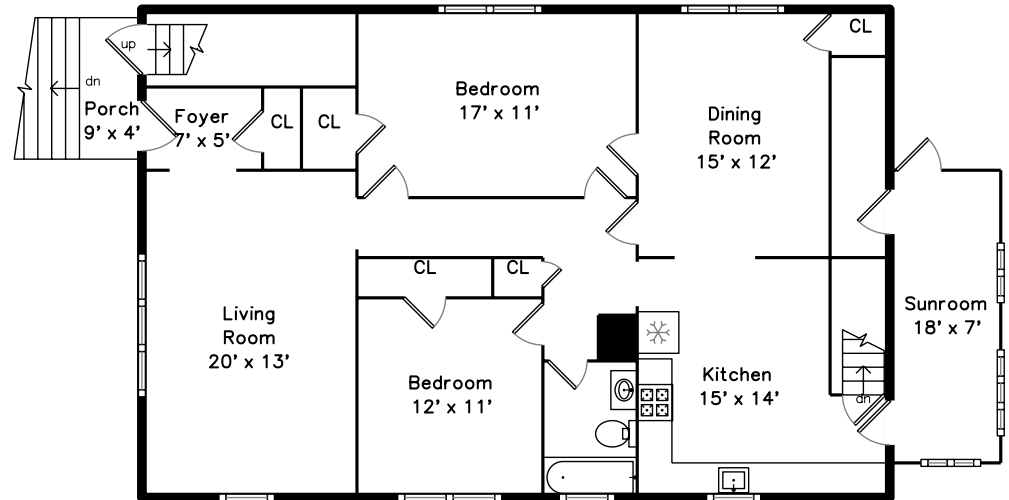 up
dn
Porch
9' x 4'
Foyer
7' x 5'
CL
CL
Bedroom
17' x 11'
Dining
Room
15' x 12'
CL
CL
CL
Living
Room
20' x 13'
Bedroom
12' x 11'
Kitchen
15' x 14'
dn
Sunroom
18' x 7'